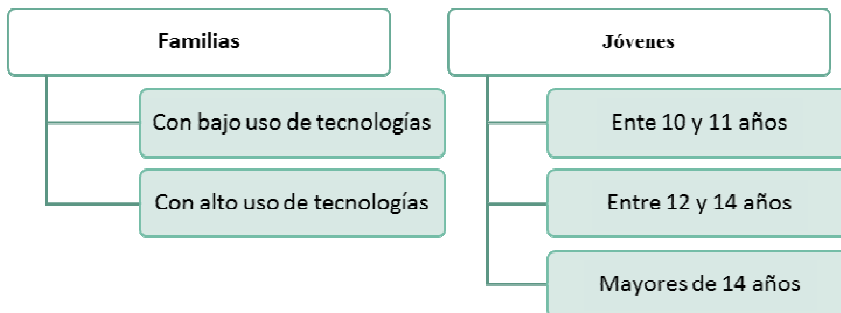 Familias
Con bajo uso de tecnologías
Con alto uso de tecnologías
Jóvenes
Ente 10 y 11 años
Entre 12 y 14 años
Mayores de 14 años